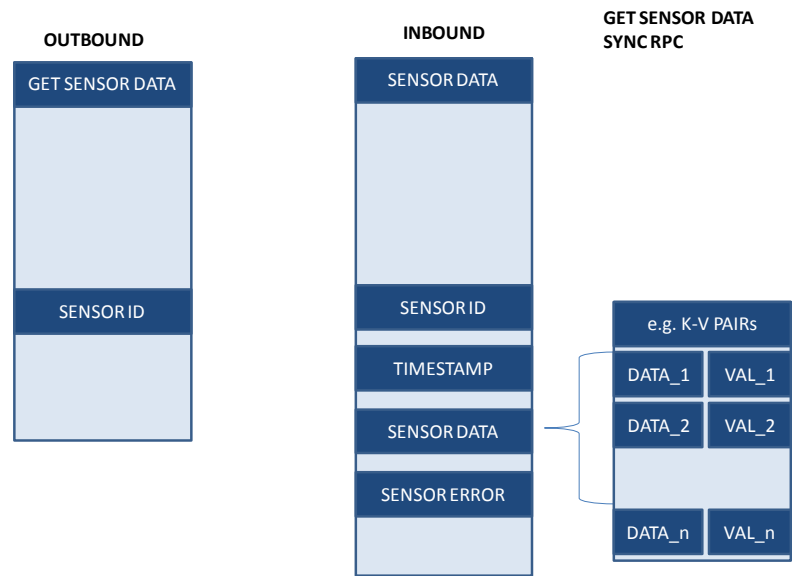 OUTBOUND
GET SENSOR DATA
SENSOR ID
INBOUND
SENSOR DATA
SENSOR ID
TIMESTAMP
SENSOR DATA
SENSOR ERROR
GET SENSOR DATA
SYNC RPC
e.g. K-V PAIRs
DATA_1 VAL_1
DATA_2 VAL_2
DATA_n VAL_n